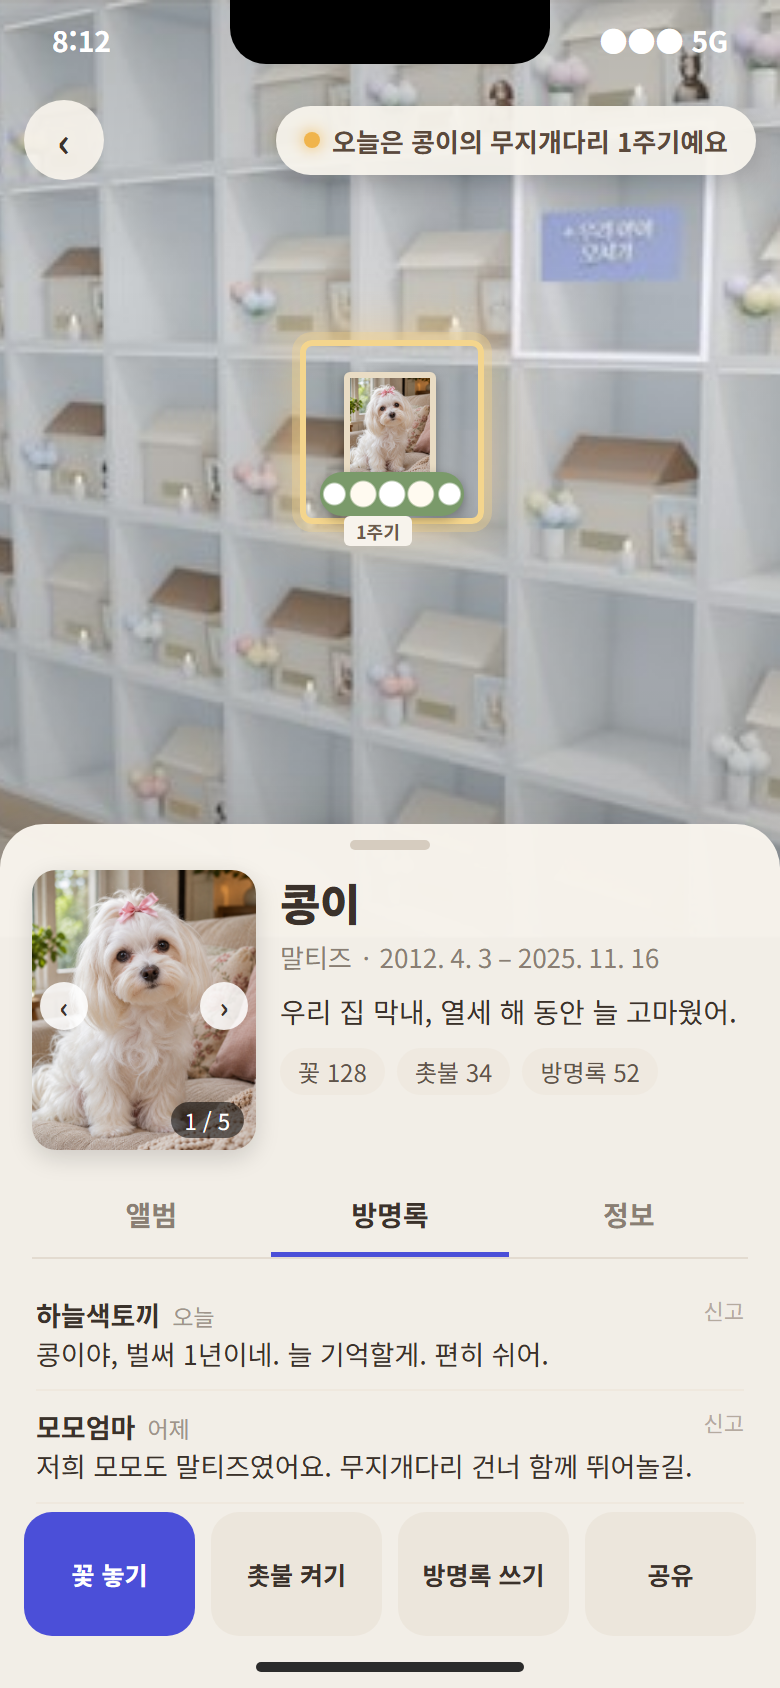 8:12
5G
‹
오늘은 콩이의 무지개다리 1주기예요
+ 우리 아이
모시기
1주기
콩이
말티즈 · 2012. 4. 3 – 2025. 11. 16
우리 집 막내, 열세 해 동안 늘 고마웠어.
꽃 128 촛불 34 방명록 52
‹ ›
1 / 5
앨범 방명록 정보
하늘색토끼 오늘 신고
콩이야, 벌써 1년이네. 늘 기억할게. 편히 쉬어.
모모엄마 어제 신고
저희 모모도 말티즈였어요. 무지개다리 건너 함께 뛰어놀길.
꽃 놓기 촛불 켜기 방명록 쓰기 공유